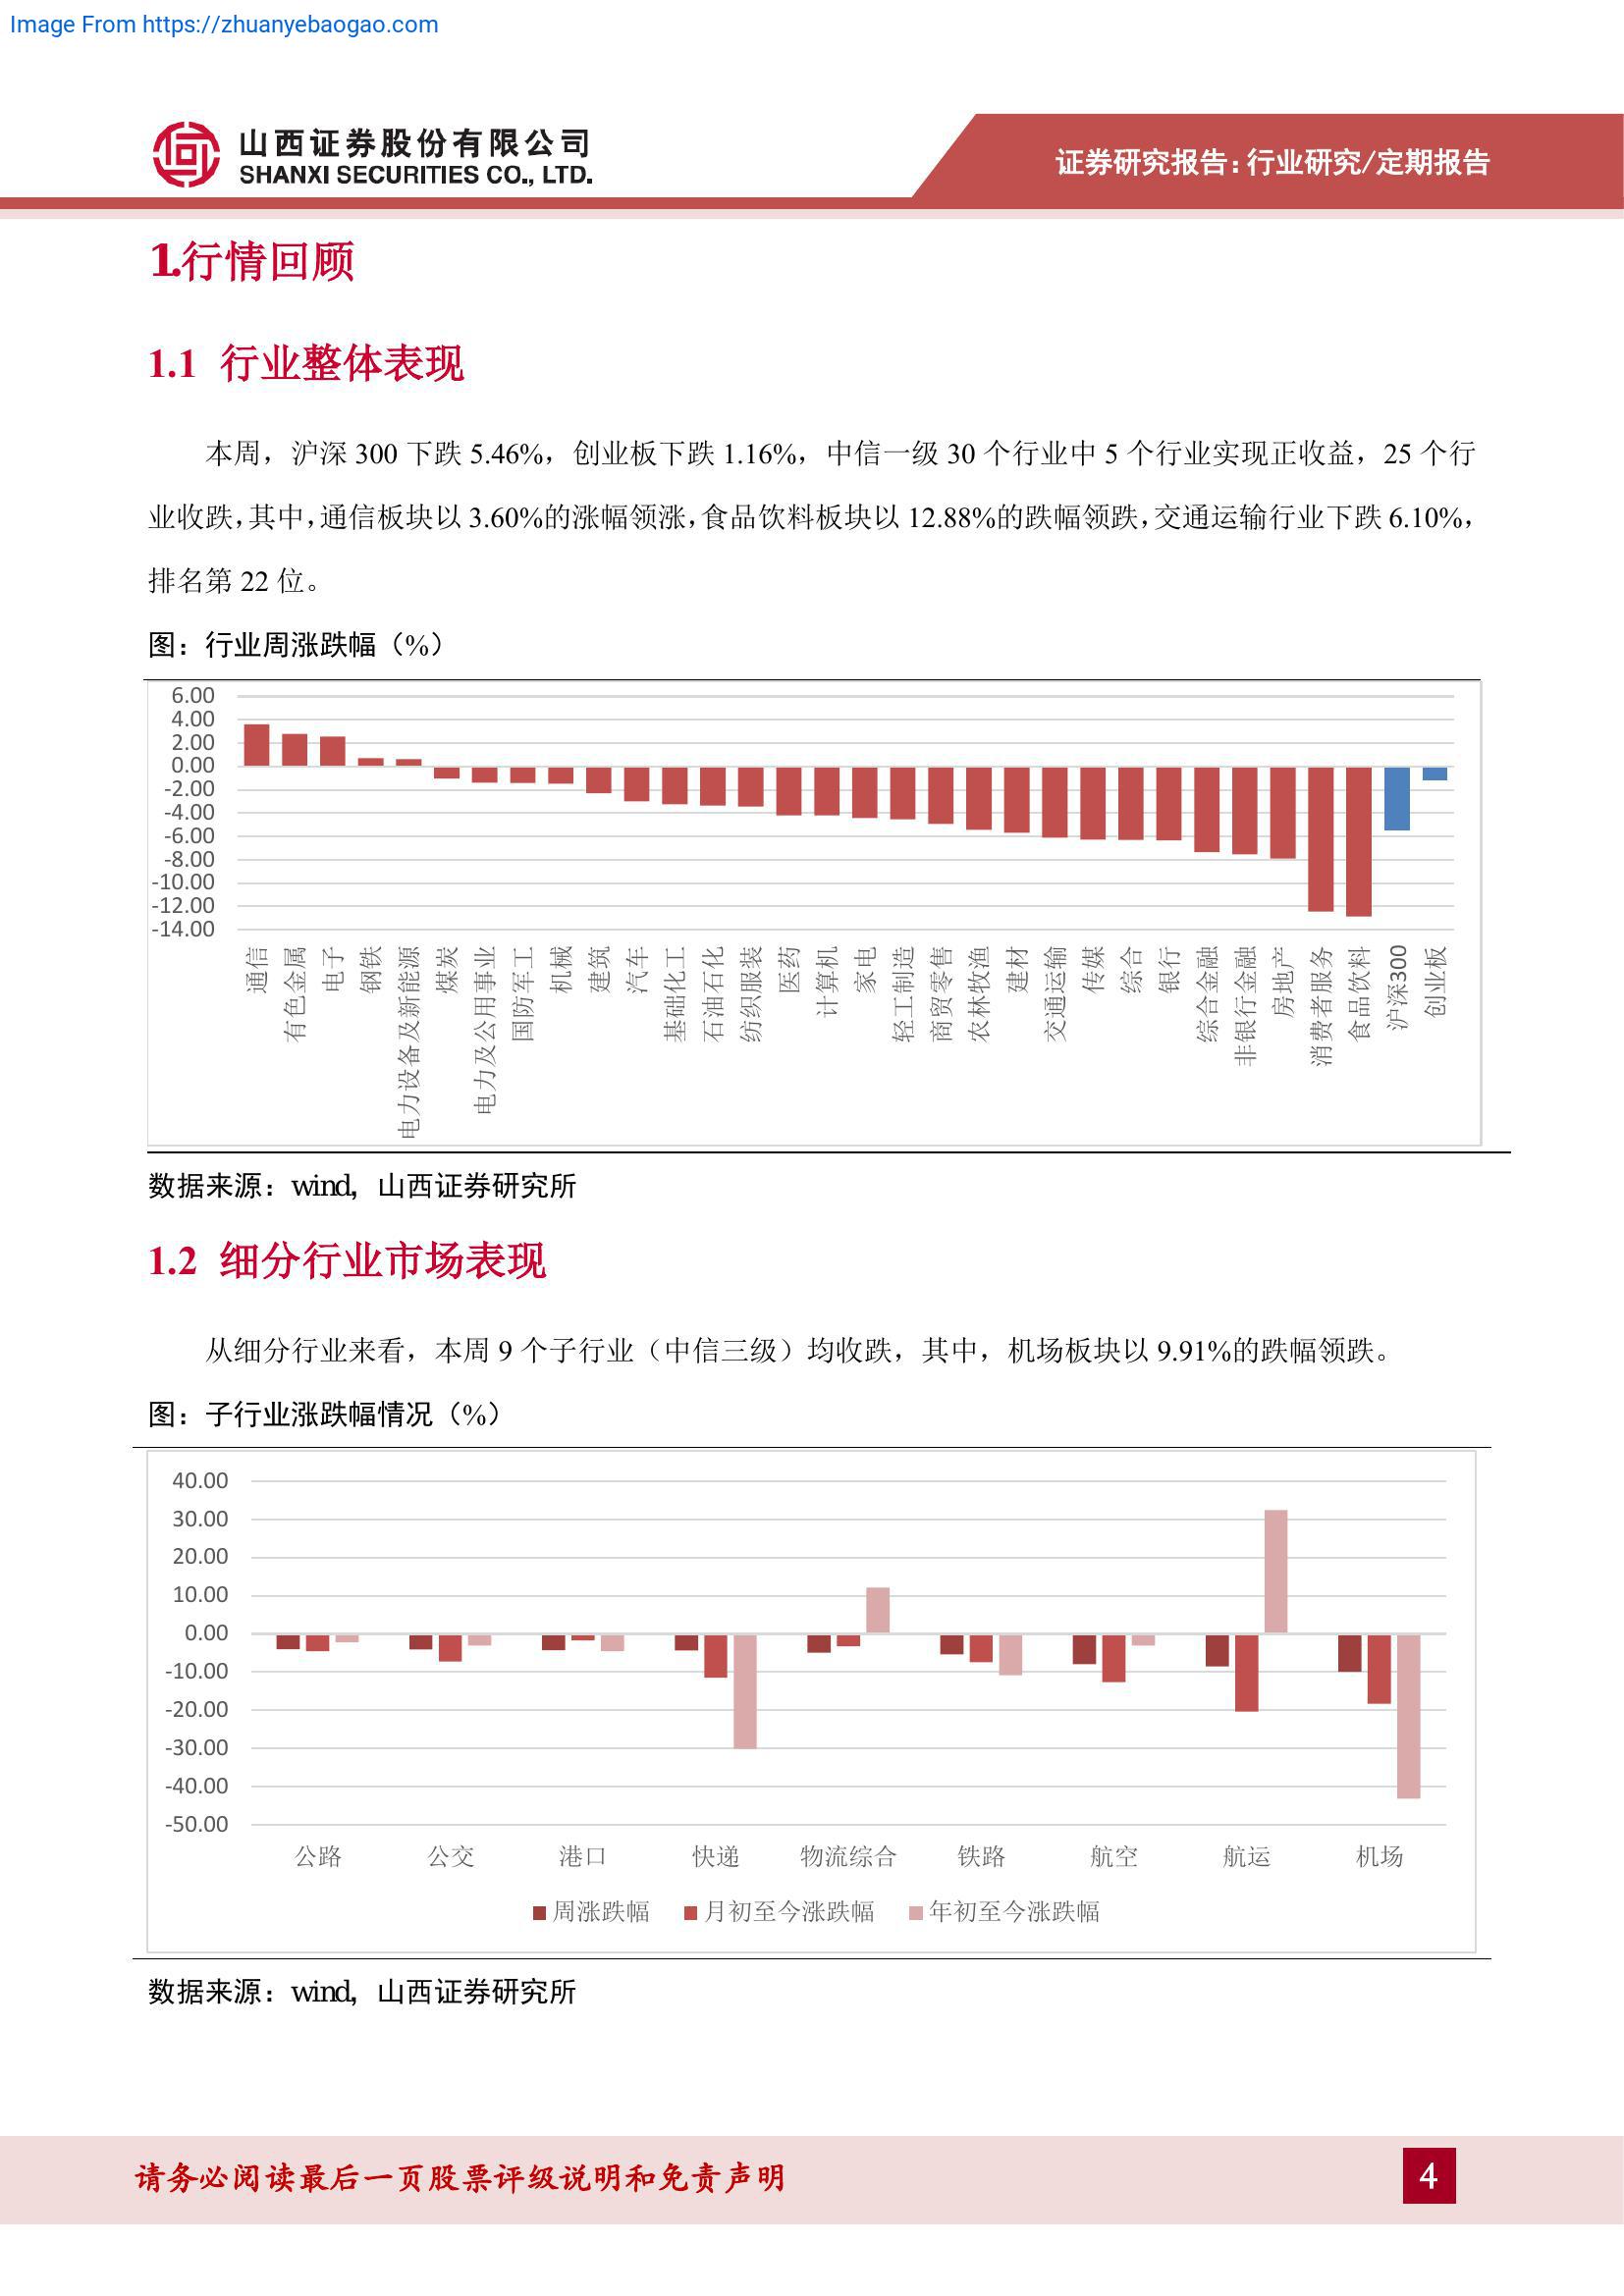 Image From https://zhuanyebaogao.com
山西证券股份有限公司
SHANXI SECURITIES CO., LTD.
证券研究报告:行业研究/定期报告
1.行情回顾
1.1 行业整体表现
本周，沪深 300 下跌 5.46%，创业板下跌 1.16%，中信一级 30 个行业中 5 个行业实现正收益，25 个行
业收跌，其中，通信板块以 3.60%的涨幅领涨，食品饮料板块以 12.88%的跌幅领跌，交通运输行业下跌 6.10%，
排名第 22 位。
图：行业周涨跌幅（%）
6.00
4.00
2.00
0.00
-2.00
-4.00
-6.00
-8.00
-10.00
-12.00
-14.00
通信
有色金属
电子
钢铁
电力设备及新能源
煤炭
电力及公用事业
国防军工
机械
建筑
汽车
基础化工
石油石化
纺织服装
医药
计算机
家电
轻工制造
商贸零售
农林牧渔
建材
交通运输
传媒
综合
银行
综合金融
非银行金融
房地产
消费者服务
食品饮料
沪深300
创业板
数据来源：wind，山西证券研究所
1.2 细分行业市场表现
从细分行业来看，本周 9 个子行业（中信三级）均收跌，其中，机场板块以 9.91%的跌幅领跌。
图：子行业涨跌幅情况（%）
40.00
30.00
20.00
10.00
0.00
-10.00
-20.00
-30.00
-40.00
-50.00
公路 公交 港口 快递 物流综合 铁路 航空 航运 机场
周涨跌幅 月初至今涨跌幅 年初至今涨跌幅
数据来源：wind，山西证券研究所
请务必阅读最后一页股票评级说明和免责声明
4